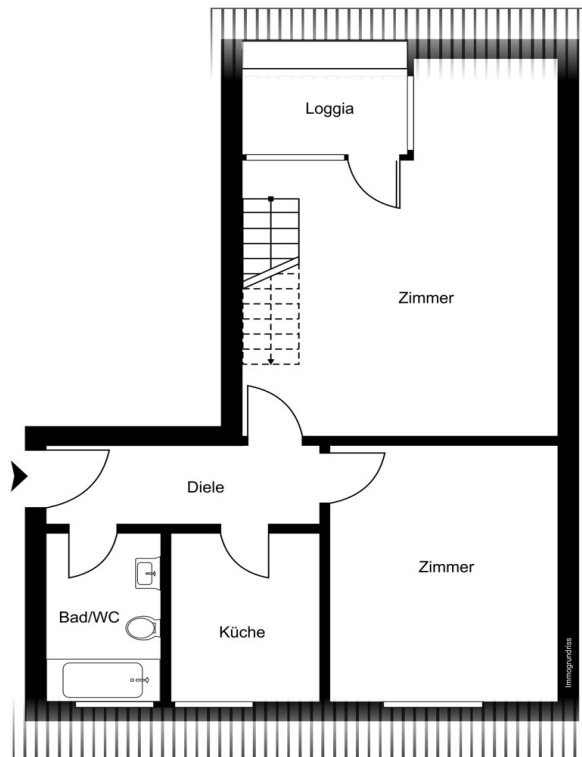 Loggia
Zimmer
Diele
Zimmer
Bad/WC
Küche
Immogrundriss